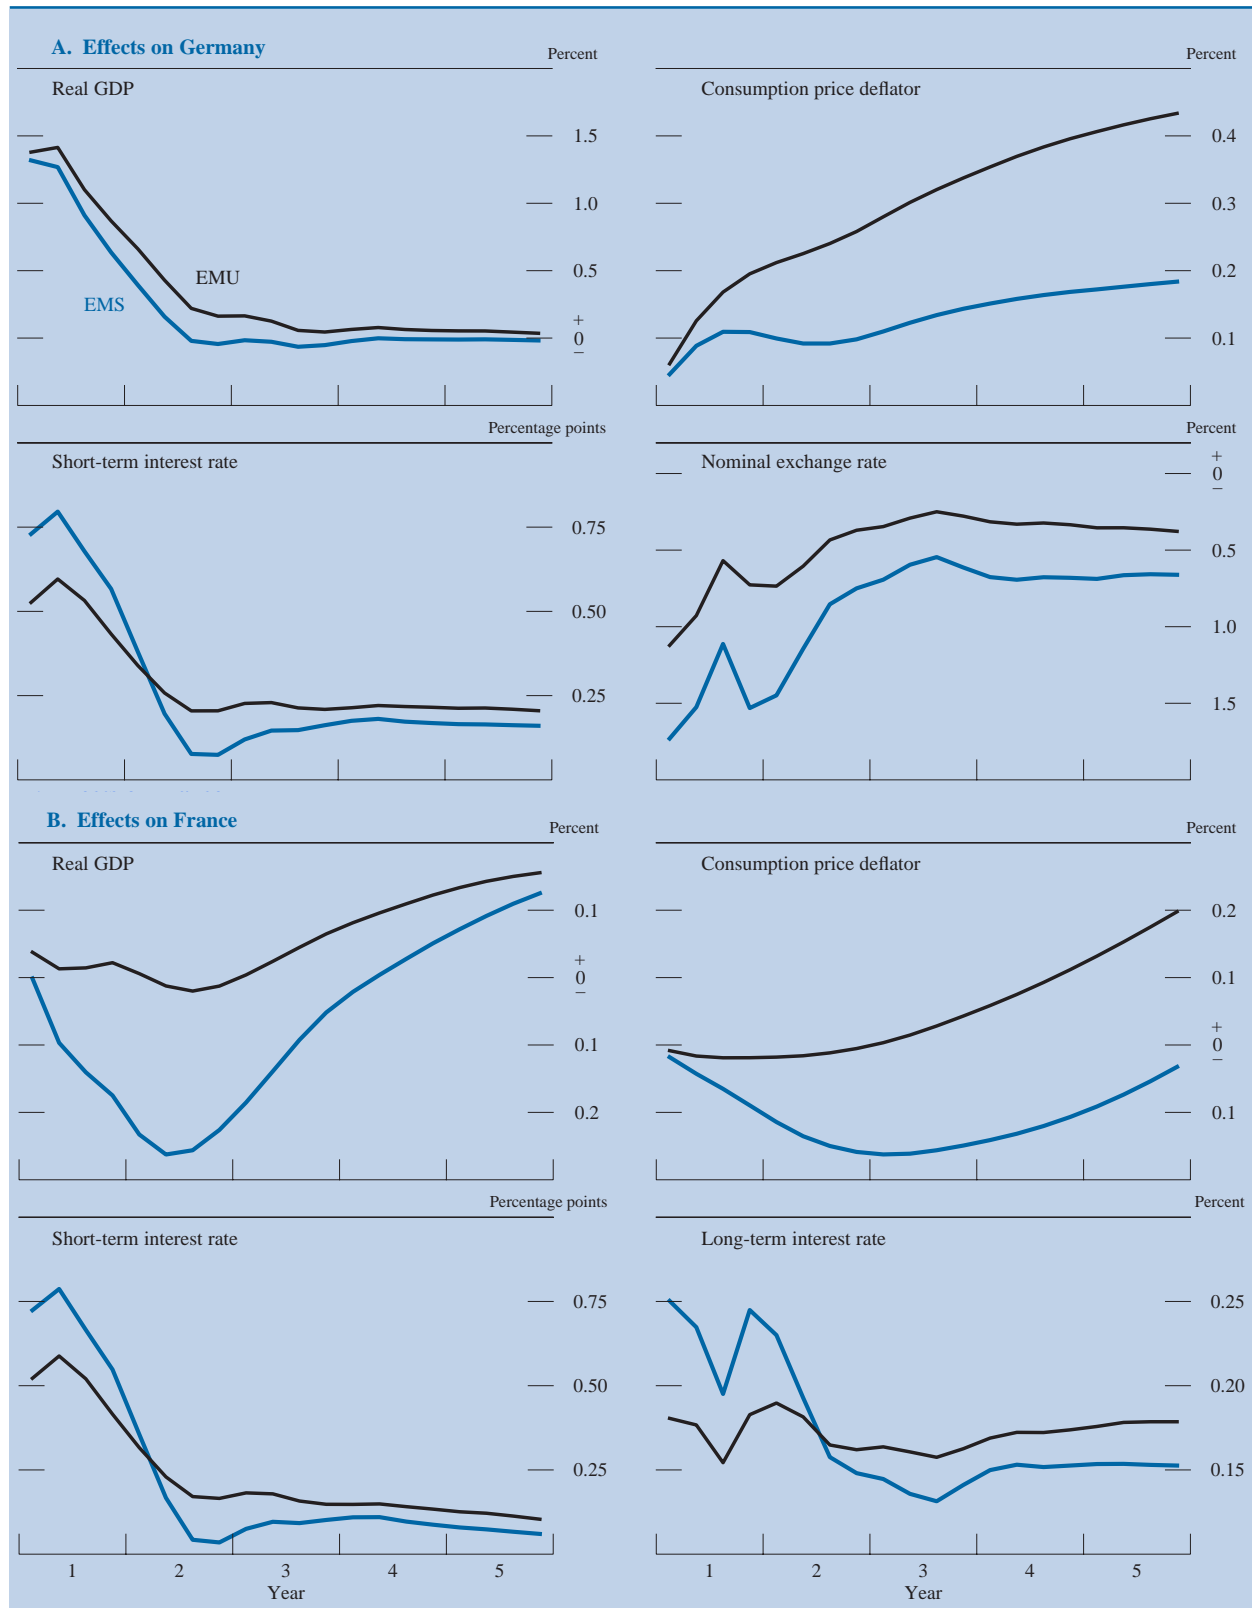 A. Effects on Germany
Percent
Real GDP
1.5
1.0
0.5
+
0
–
EMU
EMS
Percent
Consumption price deflator
0.4
0.3
0.2
0.1
Percentage points
Short-term interest rate
0.75
0.50
0.25
Percent
Nominal exchange rate
+
0
–
0.5
1.0
1.5
B. Effects on France
Percent
Real GDP
0.1
+
0
–
0.1
0.2
Percent
Consumption price deflator
0.2
0.1
+
0
–
0.1
Percentage points
Short-term interest rate
0.75
0.50
0.25
1 2 3 4 5
Year
Percent
Long-term interest rate
0.25
0.20
0.15
1 2 3 4 5
Year